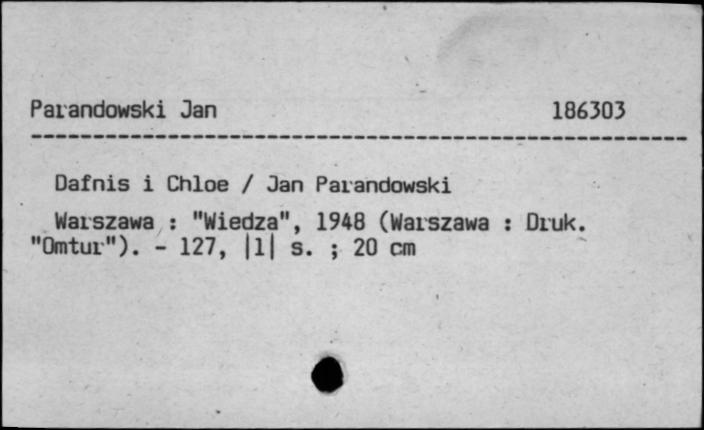 Parandowski Jan 186303
Dafnis i Chloe / Jan Parandowski
Warszawa : "Wiedza", 1948 (Warszawa : Druk.
"Omtur"). - 127, |1| s. ; 20 cm